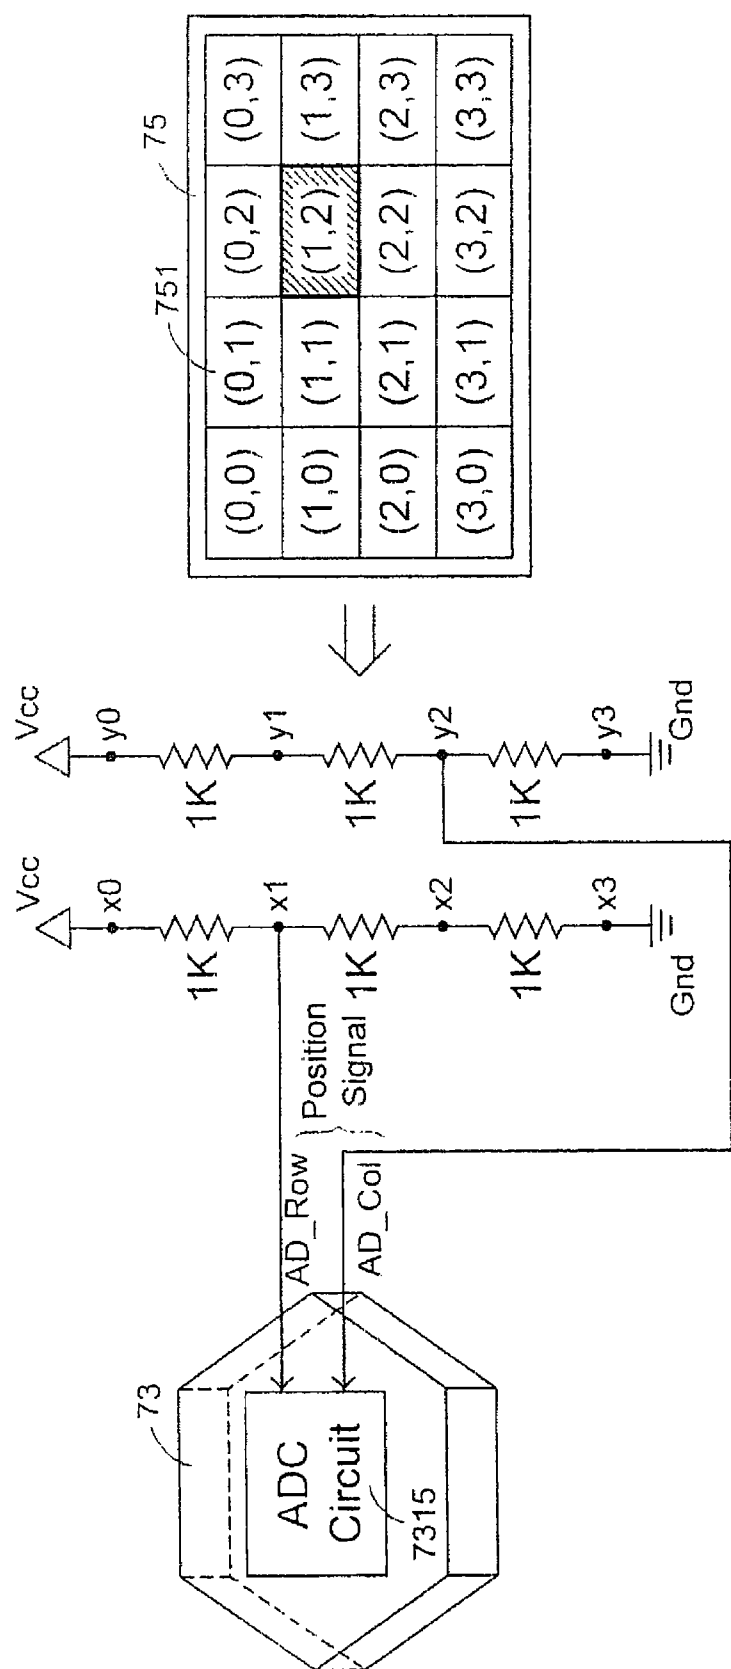 75
751
(0,0) (0,1) (0,2) (0,3)
(1,0) (1,1) (1,2) (1,3)
(2,0) (2,1) (2,2) (2,3)
(3,0) (3,1) (3,2) (3,3)
Vcc
x0
1K
x1
1K
x2
1K
x3
Gnd
Vcc
y0
1K
y1
1K
y2
1K
y3
Gnd
Position
Signal
AD_Row
AD_Col
73
ADC
Circuit
7315